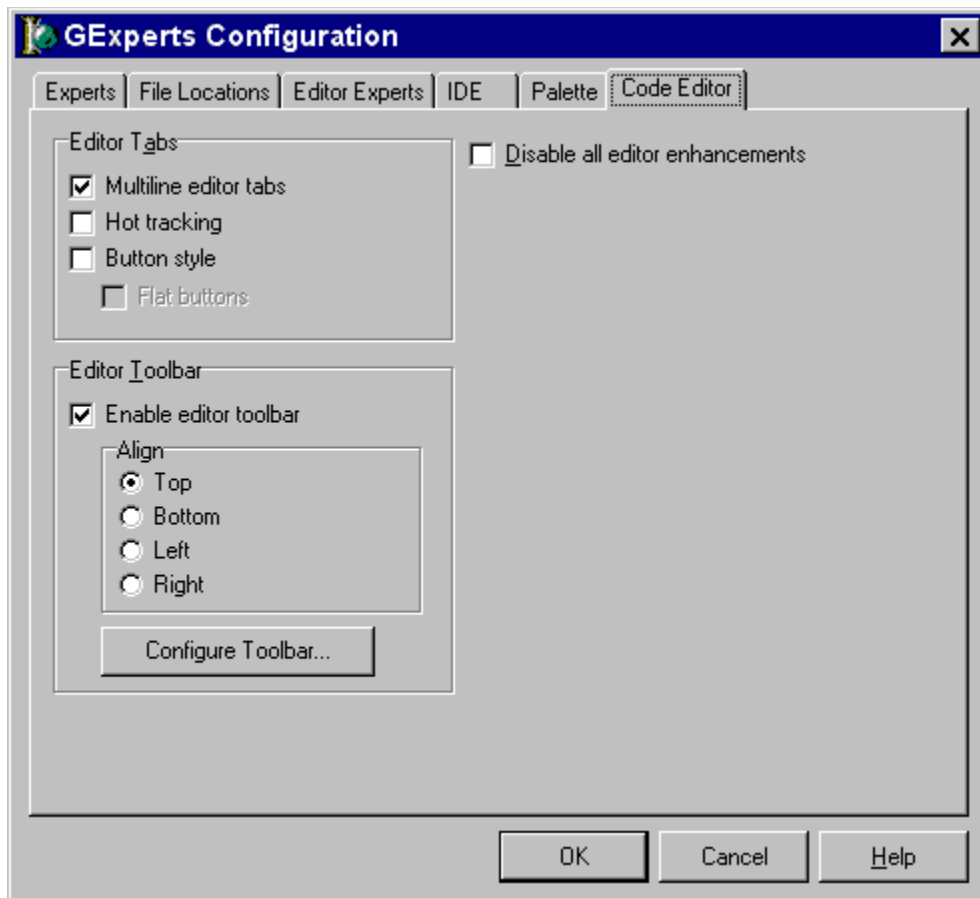 GExperts Configuration
Experts File Locations Editor Experts IDE Palette Code Editor
Editor Tabs
Multiline editor tabs
Hot tracking
Button style
Flat buttons
Disable all editor enhancements
Editor Toolbar
Enable editor toolbar
Align
Top
Bottom
Left
Right
Configure Toolbar...
OK Cancel Help